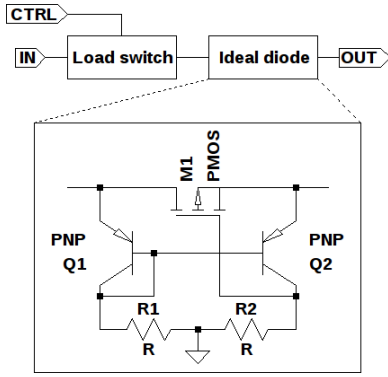 CTRL
IN
Load switch
Ideal diode
OUT
M1
PMOS
PNP
Q1
PNP
Q2
R1
R
R2
R